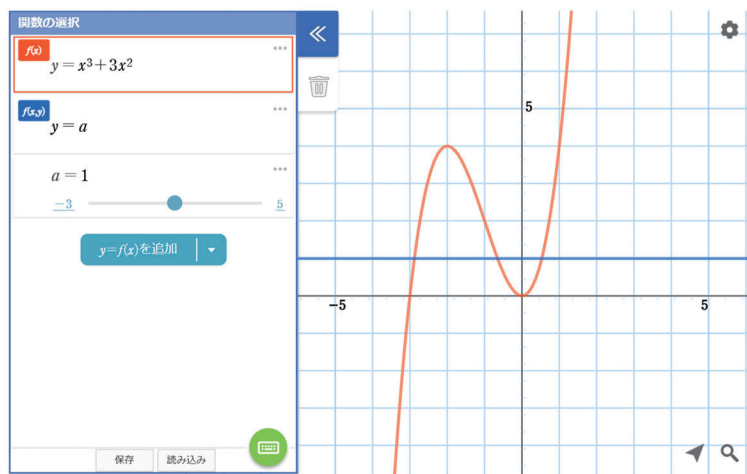 関数の選択
f(x)
y = x³+3x²
f(x,y)
y = a
a = 1
−3
5
y=f(x)を追加
保存
読み込み
5
−5
5